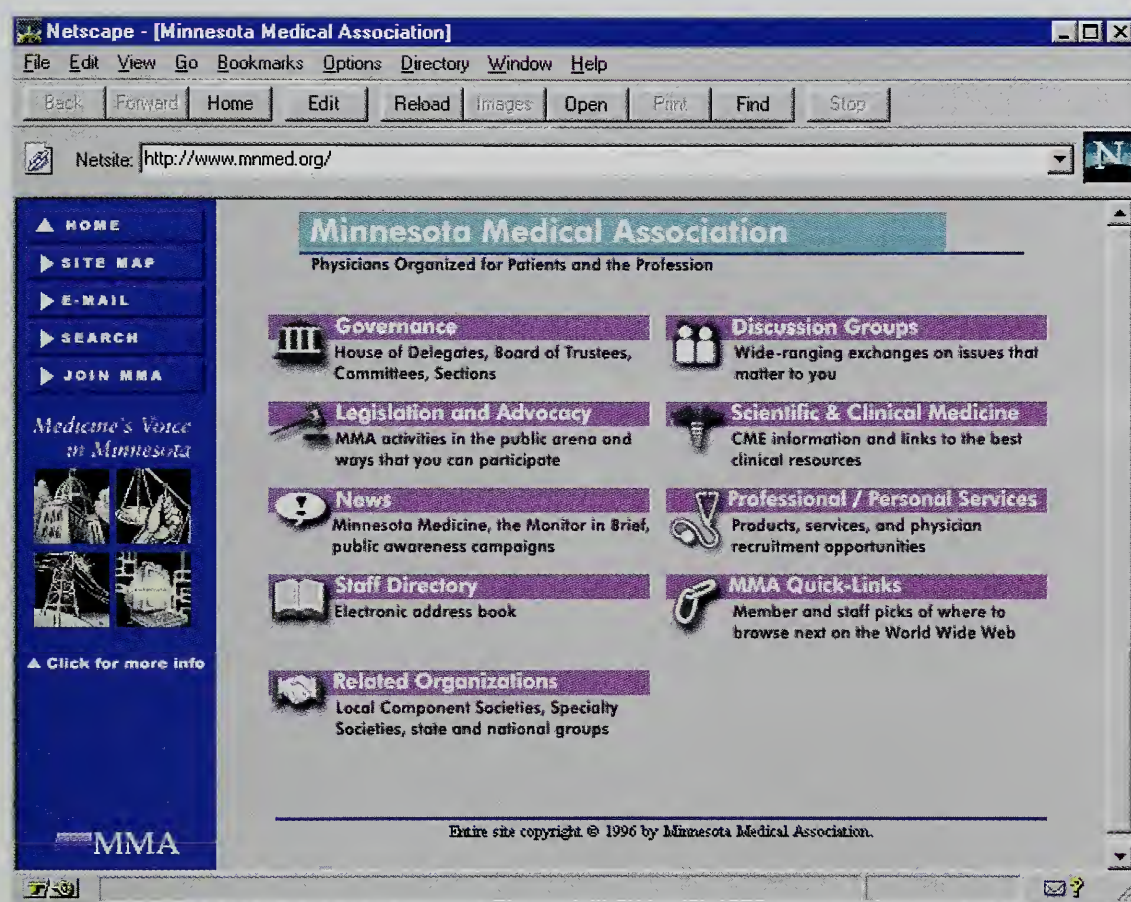 Netscape - [Minnesota Medical Association]
File Edit View Go Bookmarks Options Directory Window Help
Back Forward Home Edit Reload Images Open Print Find Stop
Netsite: http://www.mnmed.org/
N
HOME
SITE MAP
E-MAIL
SEARCH
JOIN MMA
Medicine's Voice
in Minnesota
Click for more info
MMA
Minnesota Medical Association
Physicians Organized for Patients and the Profession
Governance
House of Delegates, Board of Trustees,
Committees, Sections
Legislation and Advocacy
MMA activities in the public arena and
ways that you can participate
News
Minnesota Medicine, the Monitor in Brief,
public awareness campaigns
Staff Directory
Electronic address book
Related Organizations
Local Component Societies, Specialty
Societies, state and national groups
Discussion Groups
Wide-ranging exchanges on issues that
matter to you
Scientific & Clinical Medicine
CME information and links to the best
clinical resources
Professional / Personal Services
Products, services, and physician
recruitment opportunities
MMA Quick-Links
Member and staff picks of where to
browse next on the World Wide Web
Entire site copyright © 1996 by Minnesota Medical Association.